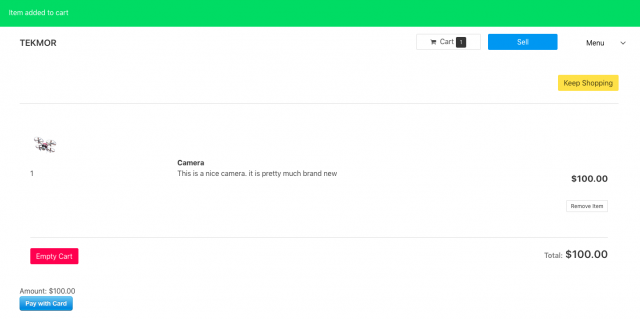 Item added to cart
TEKMOR
Cart 1
Sell
Menu
Keep Shopping
Camera
1
This is a nice camera. it is pretty much brand new
$100.00
Remove Item
Empty Cart
Total: $100.00
Amount: $100.00
Pay with Card